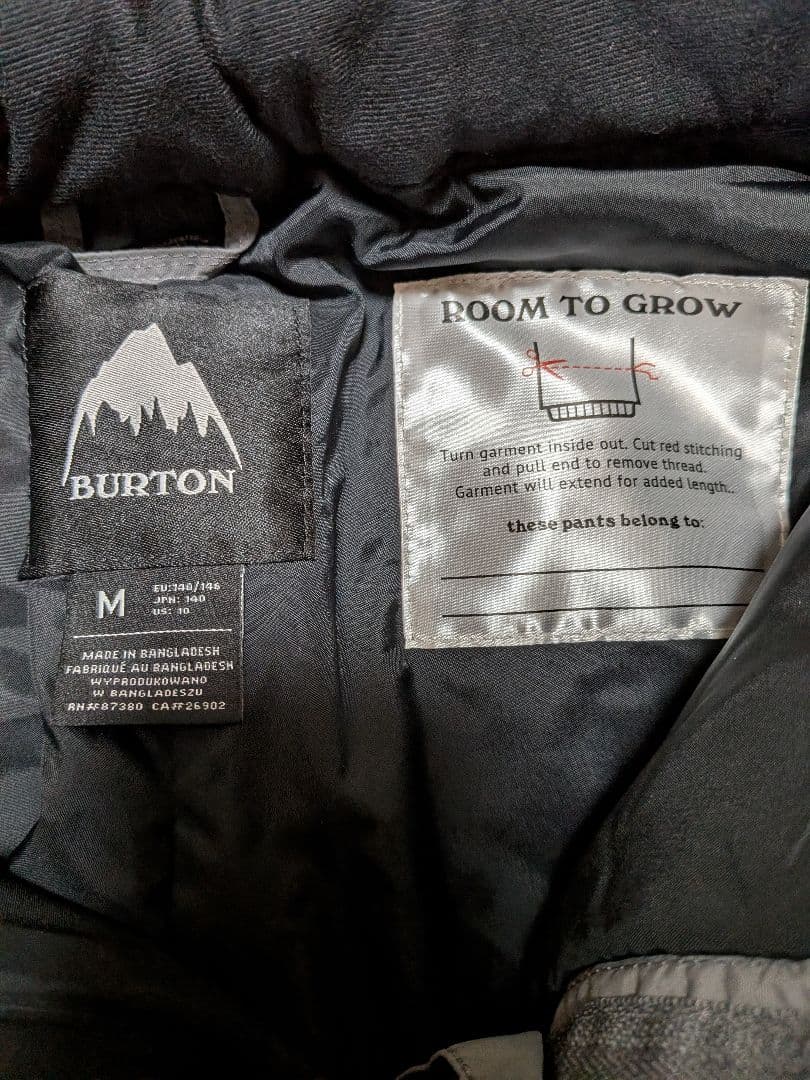 BURTON
M
EU:140/146
JPN: 140
US: 10
MADE IN BANGLADESH
FABRIQUÉ AU BANGLADESH
WYPRODUKOWANO
W BANGLADESZU
RN#87380 CA#26902
ROOM TO GROW
Turn garment inside out. Cut red stitching
and pull end to remove thread.
Garment will extend for added length.
these pants belong to: